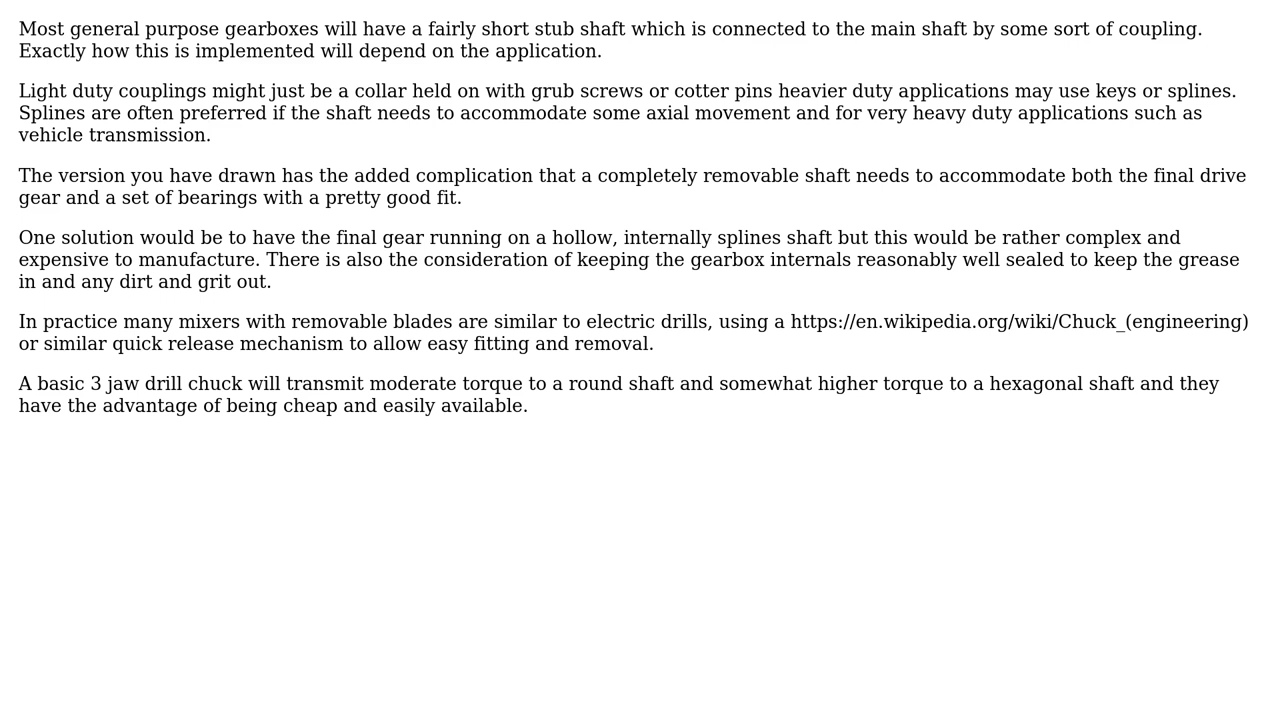 Most general purpose gearboxes will have a fairly short stub shaft which is connected to the main shaft by some sort of coupling.
Exactly how this is implemented will depend on the application.
Light duty couplings might just be a collar held on with grub screws or cotter pins heavier duty applications may use keys or splines.
Splines are often preferred if the shaft needs to accommodate some axial movement and for very heavy duty applications such as
vehicle transmission.
The version you have drawn has the added complication that a completely removable shaft needs to accommodate both the final drive
gear and a set of bearings with a pretty good fit.
One solution would be to have the final gear running on a hollow, internally splines shaft but this would be rather complex and
expensive to manufacture. There is also the consideration of keeping the gearbox internals reasonably well sealed to keep the grease
in and any dirt and grit out.
In practice many mixers with removable blades are similar to electric drills, using a https://en.wikipedia.org/wiki/Chuck_(engineering)
or similar quick release mechanism to allow easy fitting and removal.
A basic 3 jaw drill chuck will transmit moderate torque to a round shaft and somewhat higher torque to a hexagonal shaft and they
have the advantage of being cheap and easily available.